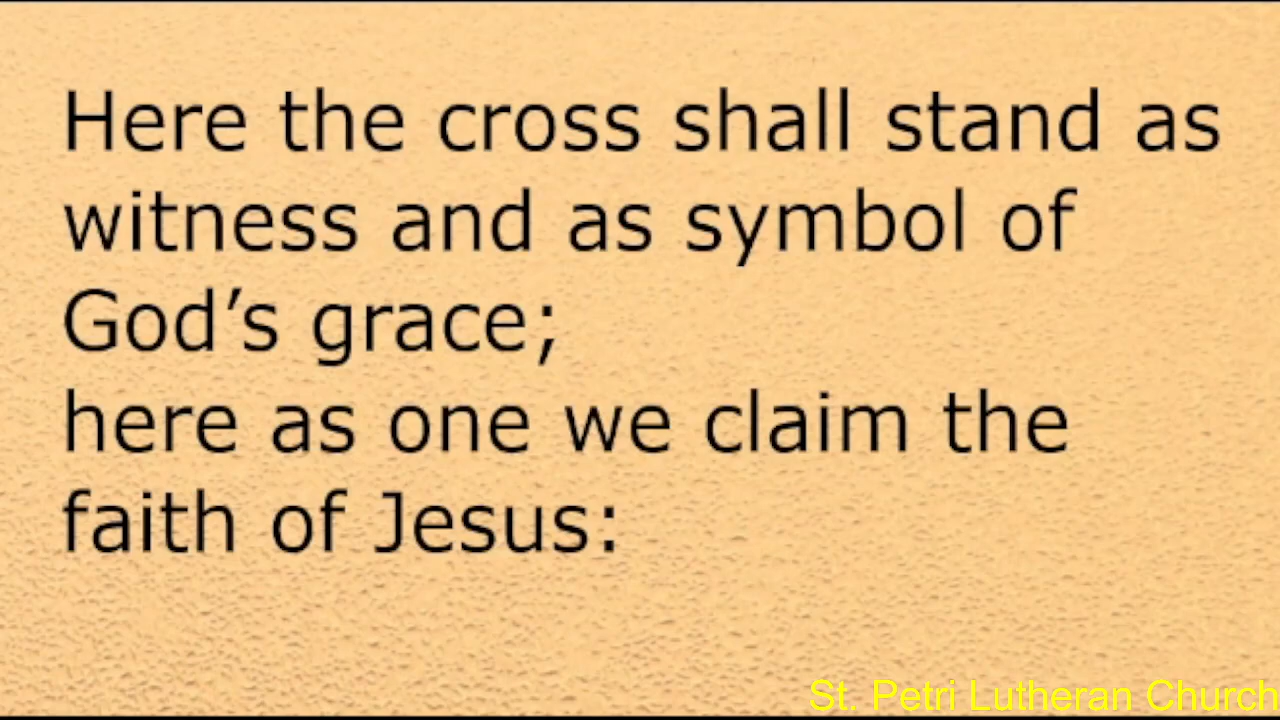 Here the cross shall stand as
witness and as symbol of
God’s grace;
here as one we claim the
faith of Jesus:
St. Petri Lutheran Church